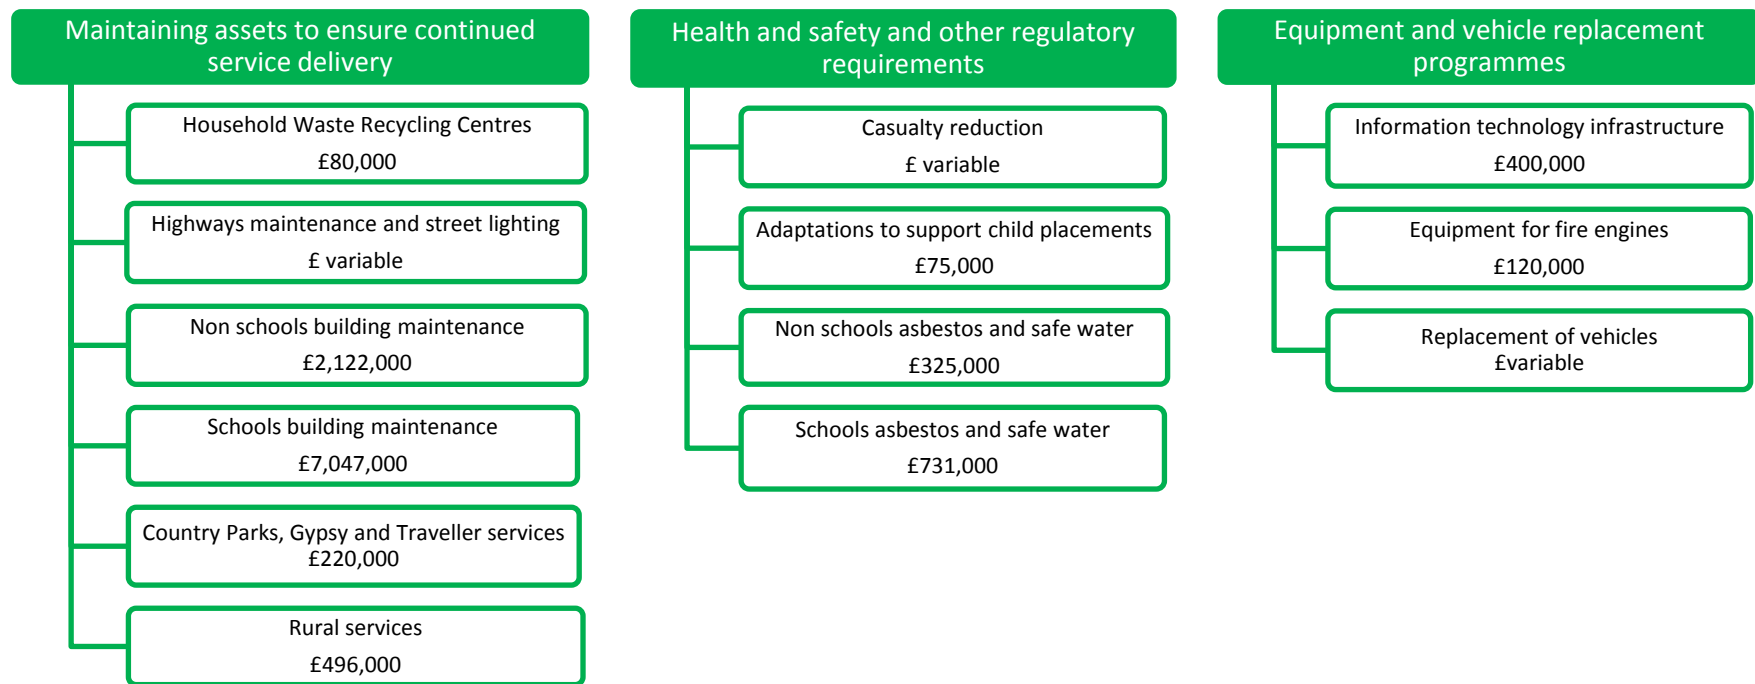 Maintaining assets to ensure continued
service delivery
Household Waste Recycling Centres
£80,000
Highways maintenance and street lighting
£ variable
Non schools building maintenance
£2,122,000
Schools building maintenance
£7,047,000
Country Parks, Gypsy and Traveller services
£220,000
Rural services
£496,000
Health and safety and other regulatory
requirements
Casualty reduction
£ variable
Adaptations to support child placements
£75,000
Non schools asbestos and safe water
£325,000
Schools asbestos and safe water
£731,000
Equipment and vehicle replacement
programmes
Information technology infrastructure
£400,000
Equipment for fire engines
£120,000
Replacement of vehicles
£variable